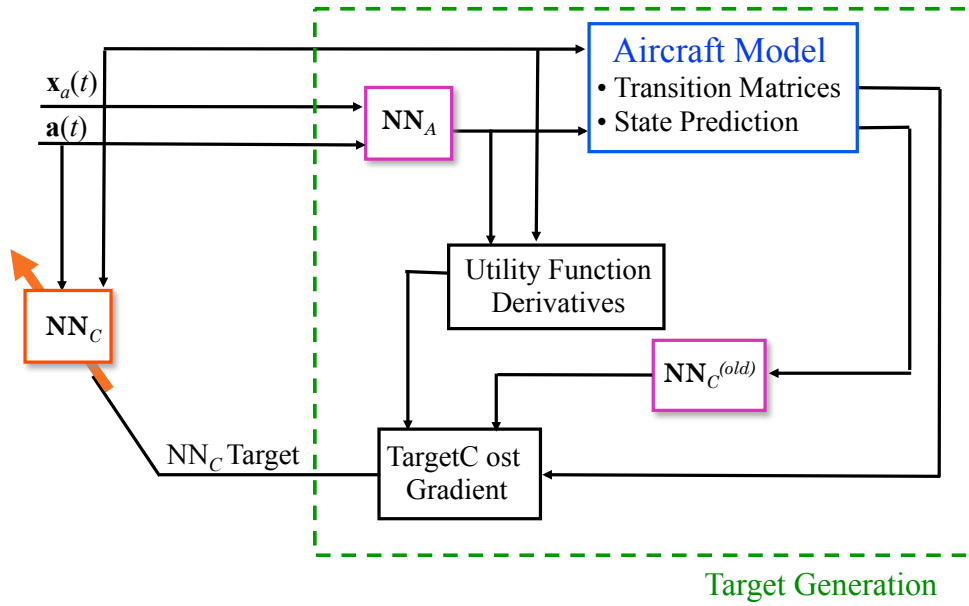 Aircraft Model
• Transition Matrices
• State Prediction
x_a(t)
a(t)
NN_A
Utility Function
Derivatives
NN_C
NN_C^(old)
NN_C Target
TargetC ost
Gradient
Target Generation